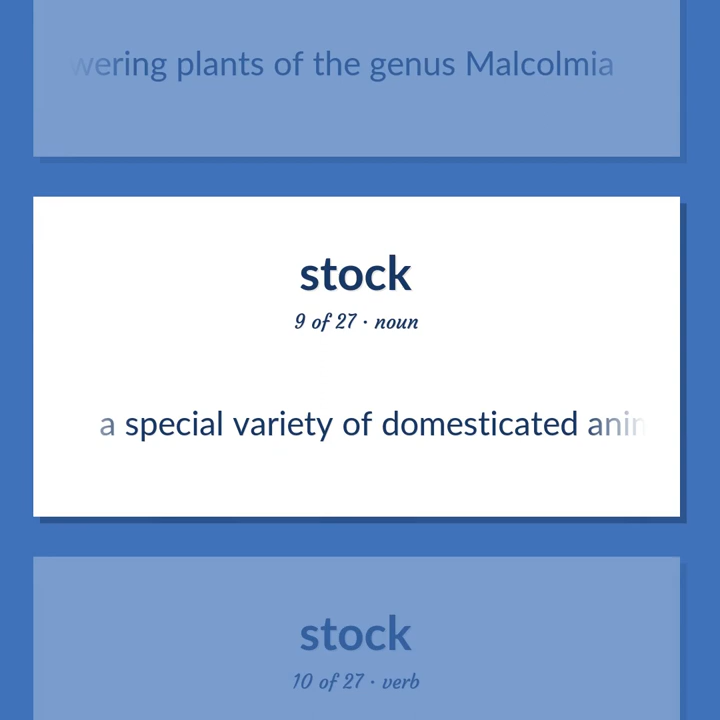 wering plants of the genus Malcolmia
stock
9 of 27 · noun
a special variety of domesticated anim
stock
10 of 27 · verb